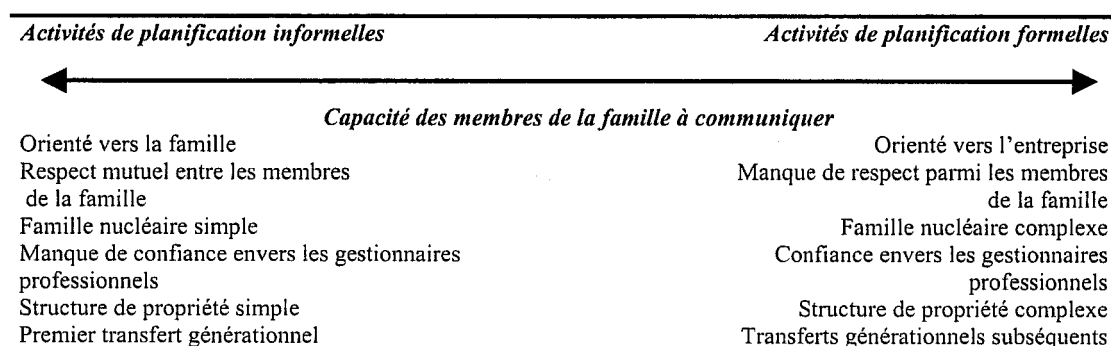 Activités de planification informelles
Activités de planification formelles
Capacité des membres de la famille à communiquer
Orienté vers la famille
Respect mutuel entre les membres
de la famille
Famille nucléaire simple
Manque de confiance envers les gestionnaires
professionnels
Structure de propriété simple
Premier transfert générationnel
Orienté vers l'entreprise
Manque de respect parmi les membres
de la famille
Famille nucléaire complexe
Confiance envers les gestionnaires
professionnels
Structure de propriété complexe
Transferts générationnels subséquents